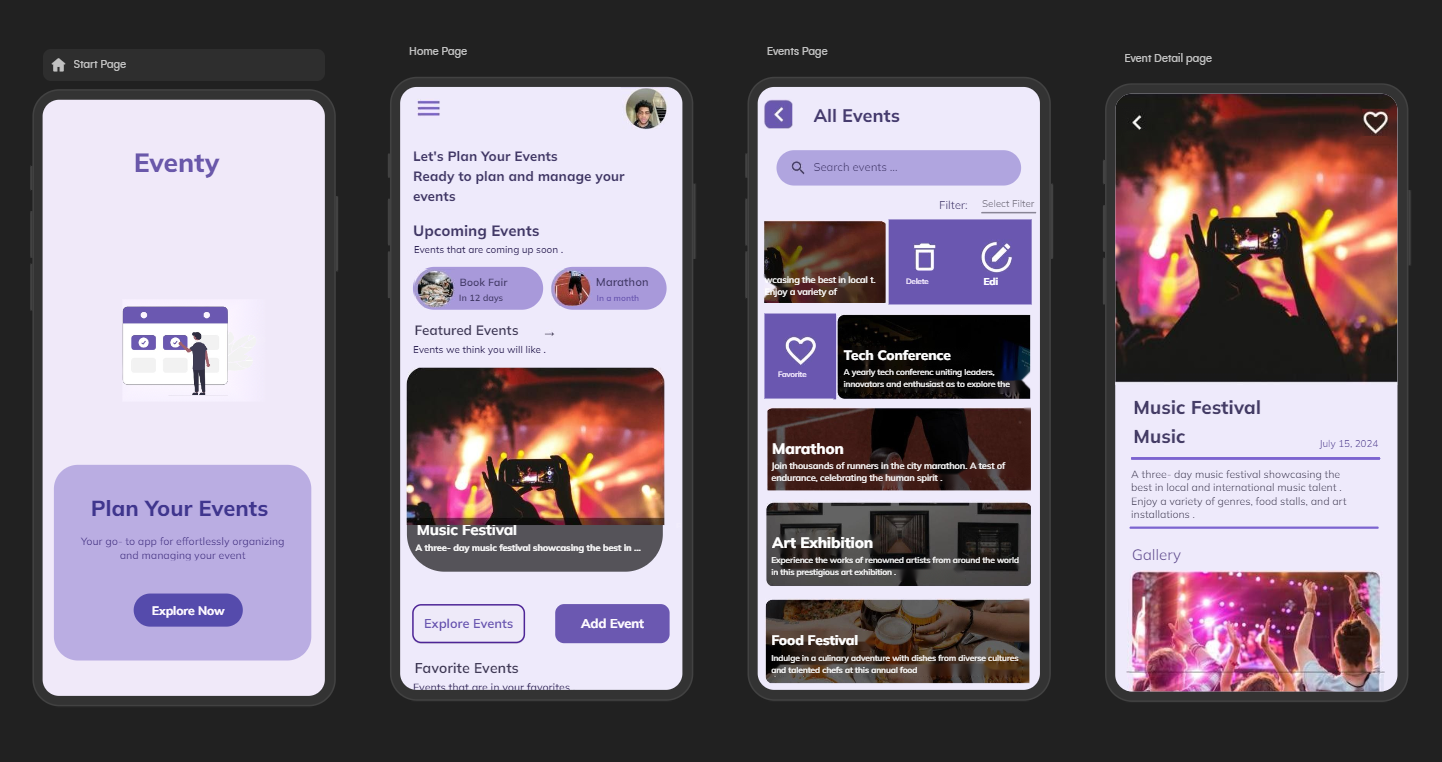 Start Page
Eventy
Plan Your Events
Your go- to app for effortlessly organizing
and managing your event
Explore Now
Home Page
Let's Plan Your Events
Ready to plan and manage your
events
Upcoming Events
Events that are coming up soon .
Book Fair
In 12 days
Marathon
In a month
Featured Events →
Events we think you will like .
Music Festival
A three- day music festival showcasing the best in ...
Explore Events
Add Event
Favorite Events
Events that are in your favorites
Events Page
All Events
Search events ...
Filter:
Select Filter
wcasing the best in local t.
Enjoy a variety of
Delete
Edi
Favorite
Tech Conference
A yearly tech conferenc uniting leaders,
innovators and enthusiast as to explore the
Marathon
Join thousands of runners in the city marathon. A test of
endurance, celebrating the human spirit .
Art Exhibition
Experience the works of renowned artists from around the world
in this prestigious art exhibition .
Food Festival
Indulge in a culinary adventure with dishes from diverse cultures
and talented chefs at this annual food
Event Detail page
Music Festival
Music
July 15, 2024
A three- day music festival showcasing the
best in local and international music talent .
Enjoy a variety of genres, food stalls, and art
installations .
Gallery